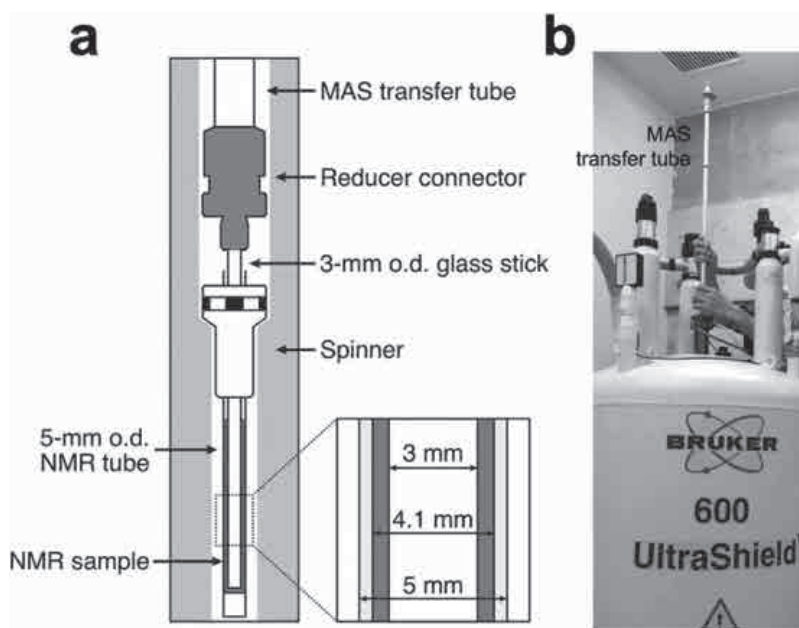 a
MAS transfer tube
Reducer connector
3-mm o.d. glass stick
Spinner
5-mm o.d.
NMR tube
NMR sample
3 mm
4.1 mm
5 mm
b
MAS
transfer tube
BRUKER
600
UltraShield